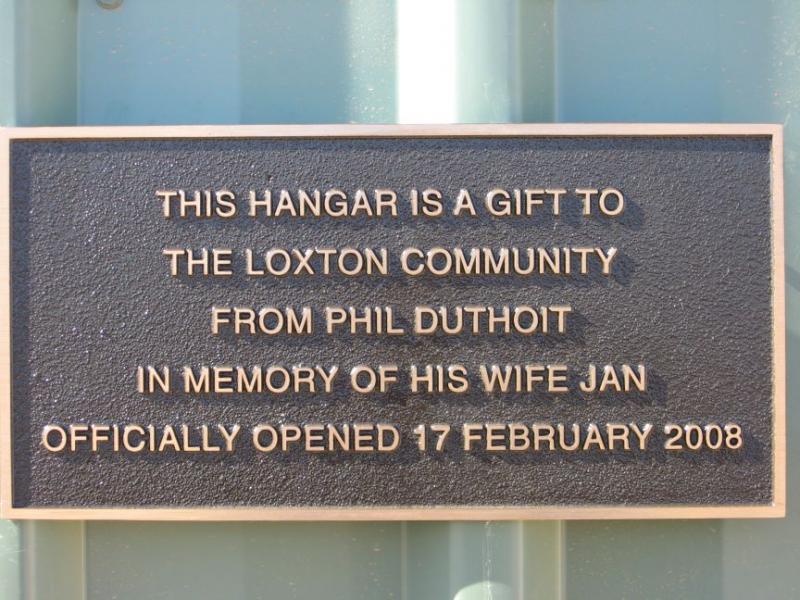 THIS HANGAR IS A GIFT TO
THE LOXTON COMMUNITY
FROM PHIL DUTHOIT
IN MEMORY OF HIS WIFE JAN
OFFICIALLY OPENED 17 FEBRUARY 2008